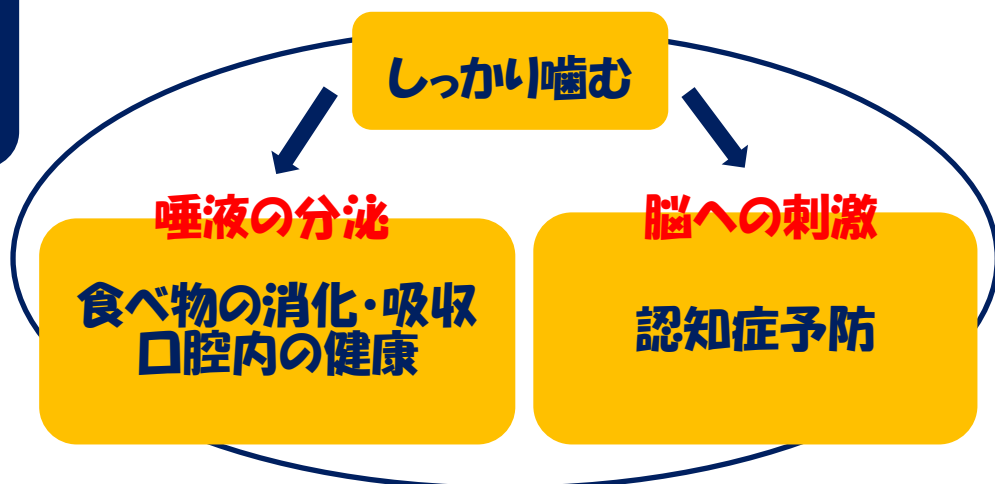 しっかり噛む
唾液の分泌
食べ物の消化・吸収
口腔内の健康
脳への刺激
認知症予防